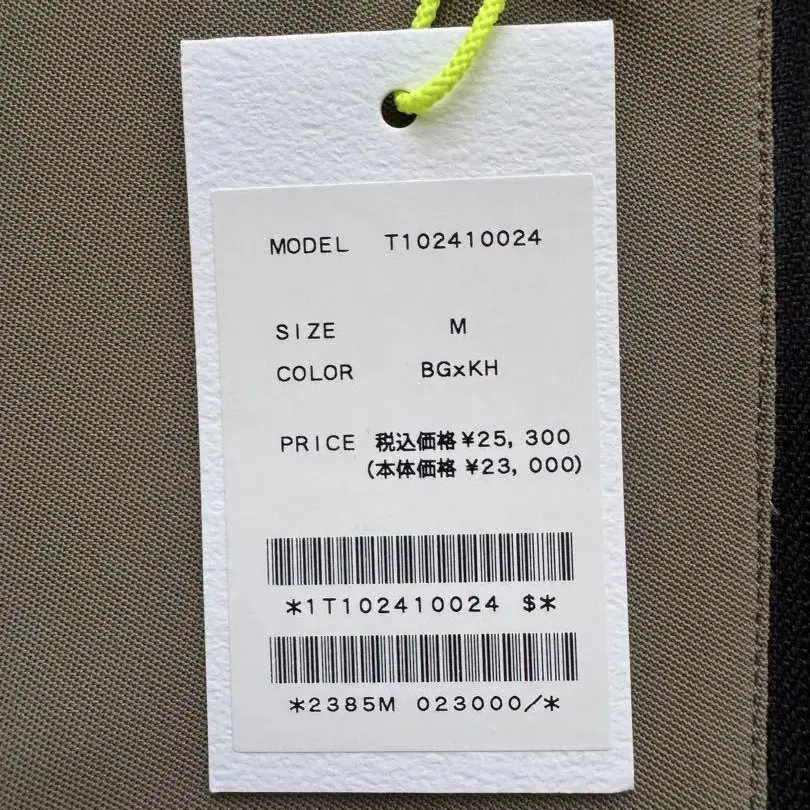 MODEL T102410024
SIZE M
COLOR BGxKH
PRICE 税込価格¥25,300
(本体価格 ¥23,000)
*1T102410024 $*
*2385M 023000/*